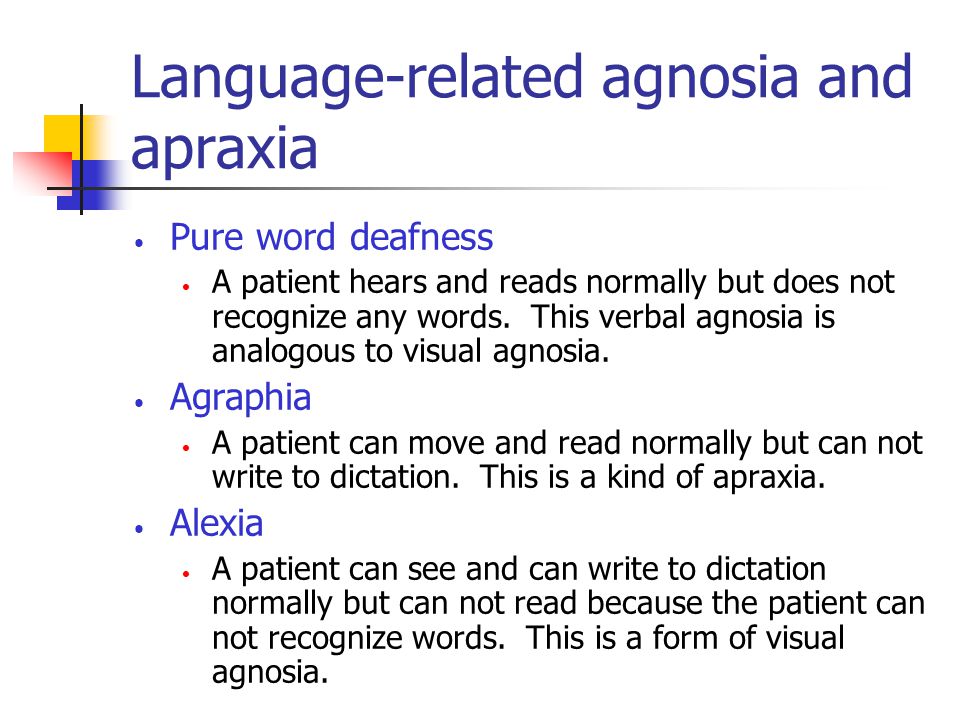 Language-related agnosia and
apraxia
• Pure word deafness
• A patient hears and reads normally but does not
recognize any words.  This verbal agnosia is
analogous to visual agnosia.
• Agraphia
• A patient can move and read normally but can not
write to dictation.  This is a kind of apraxia.
• Alexia
• A patient can see and can write to dictation
normally but can not read because the patient can
not recognize words.  This is a form of visual
agnosia.